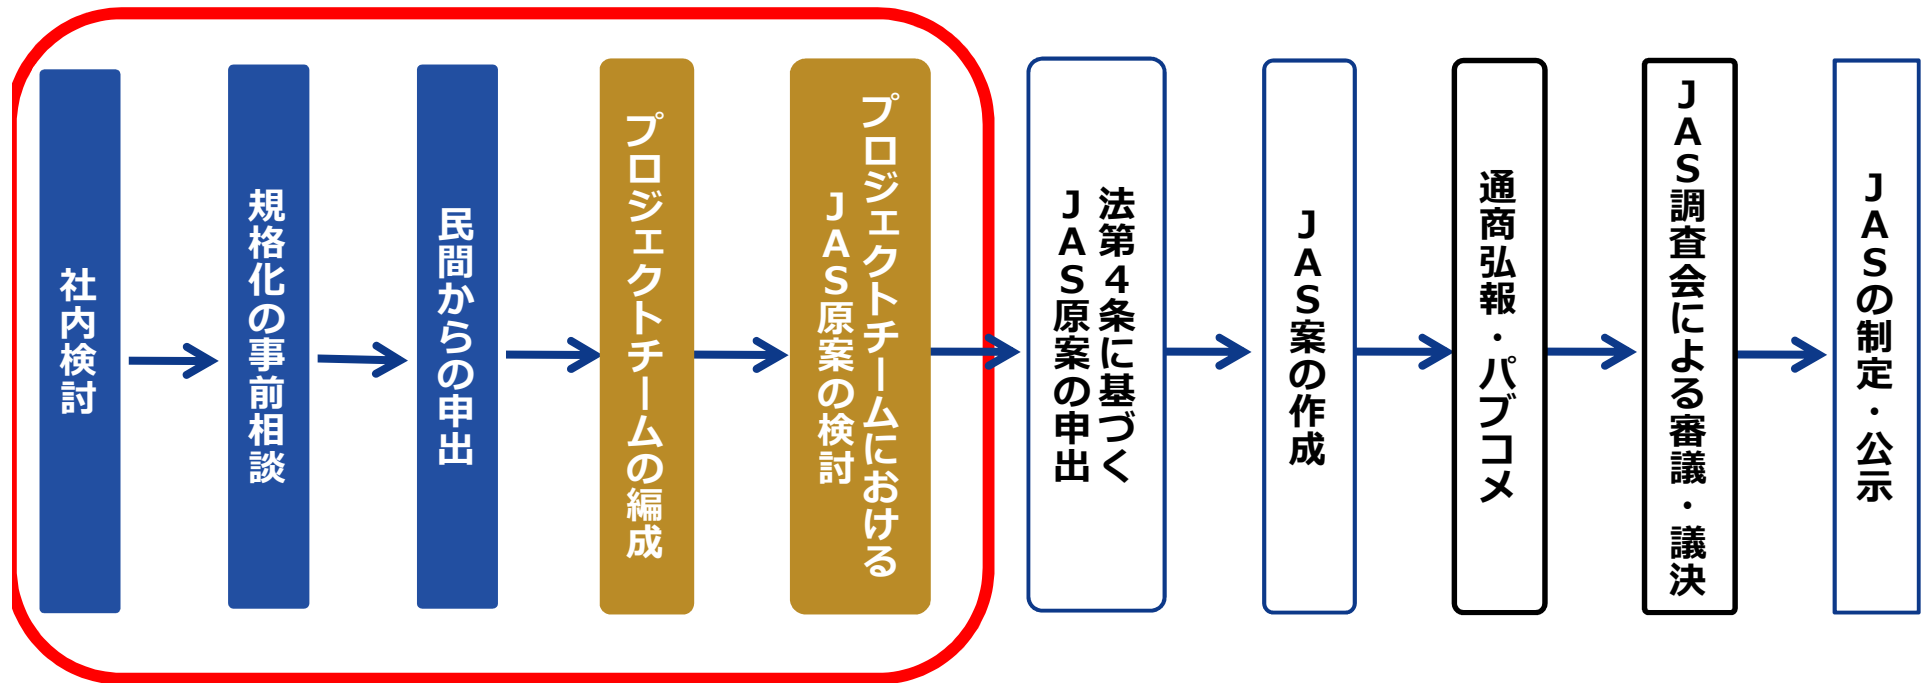 社内検討
規格化の事前相談
民間からの申出
プロジェクトチームの編成
プロジェクトチームにおける
JAS原案の検討
法第4条に基づく
JAS原案の申出
JAS案の作成
通商弘報・パブコメ
JAS調査会による審議・議決
JASの制定・公示